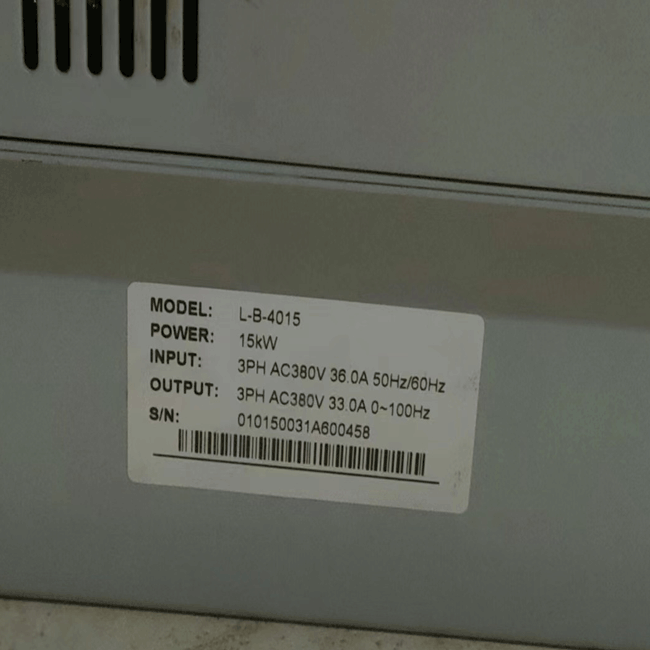 MODEL: L-B-4015
POWER: 15kW
INPUT: 3PH AC380V 36.0A 50Hz/60Hz
OUTPUT: 3PH AC380V 33.0A 0~100Hz
S/N: 010150031A600458